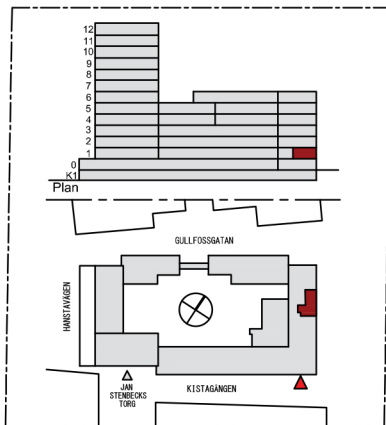 12
11
10
9
8
7
6
5
4
3
2
1
0
K1
Plan
GULLFOSSGATAN
HANSTAVÄGEN
JAN
STENBECKS
TORG
KISTAGÅNGEN